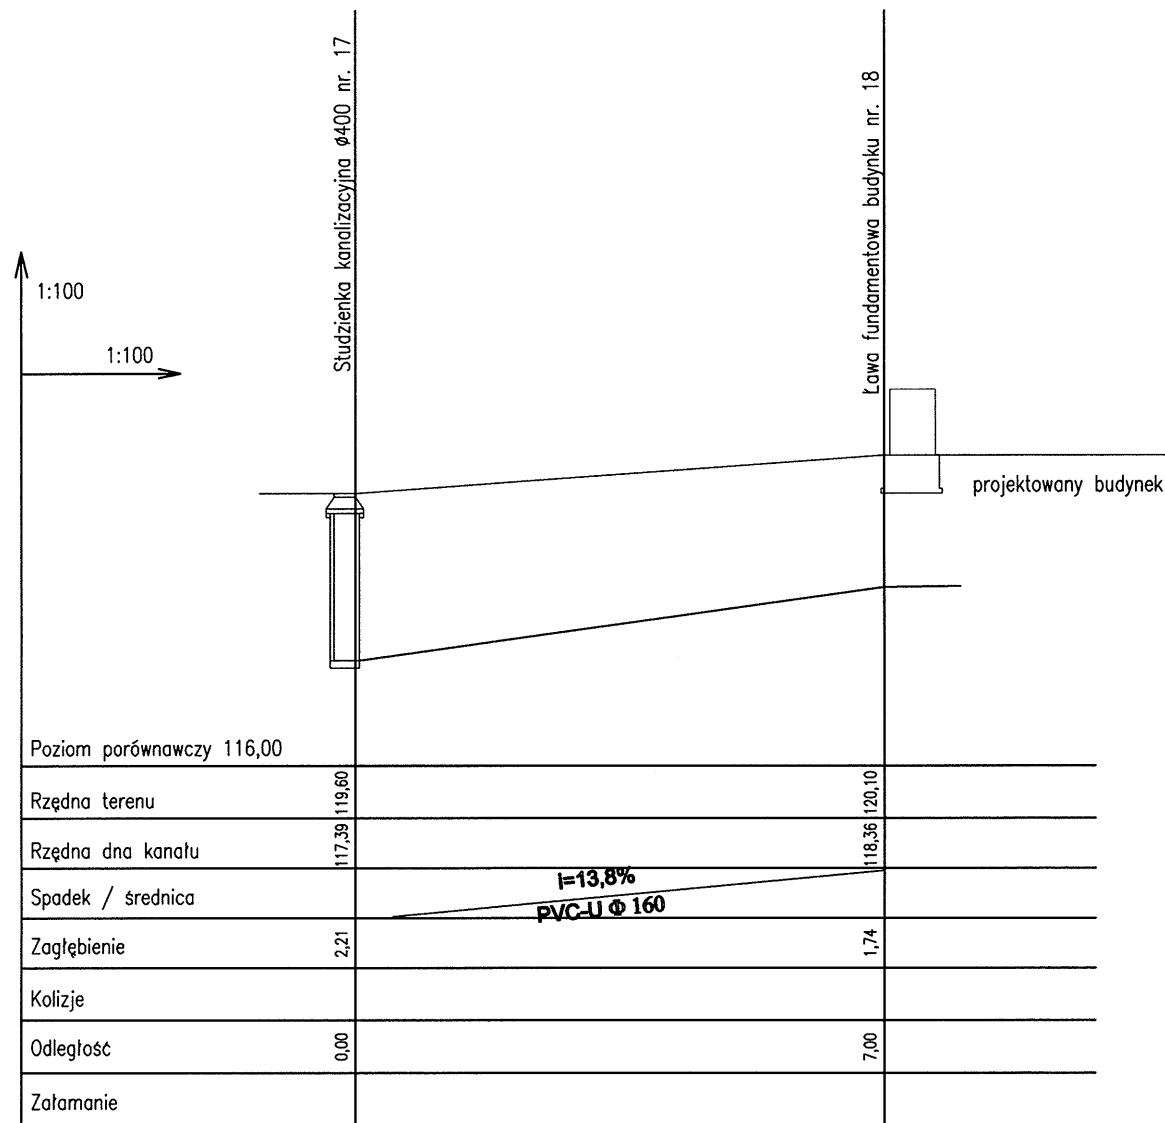 Studzienka kanalizacyjna ø400 nr. 17
Ława fundamentowa budynku nr. 18
1:100
1:100
projektowany budynek
Poziom porównawczy 116,00
Rzędna terenu 119,60 120,10
Rzędna dna kanału 117,39 118,36
Spadek / średnica i=13,8%
PVC-U Φ 160
Zagłębienie 2,21 1,74
Kolizje
Odległość 0,00 7,00
Załamanie